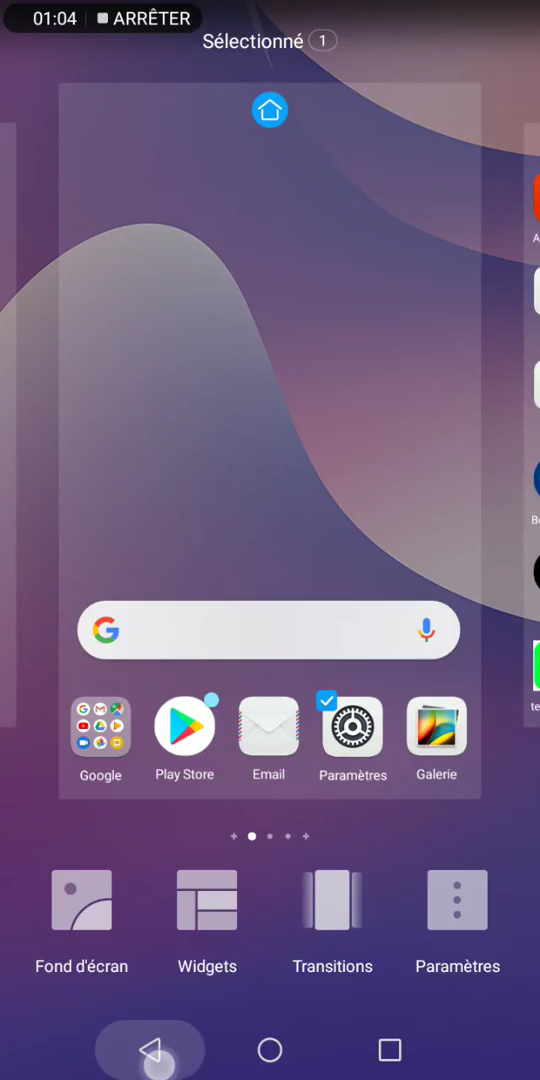 01:04 ARRÊTER
Sélectionné 1
Google
Play Store
Email
Paramètres
Galerie
Fond d'écran
Widgets
Transitions
Paramètres